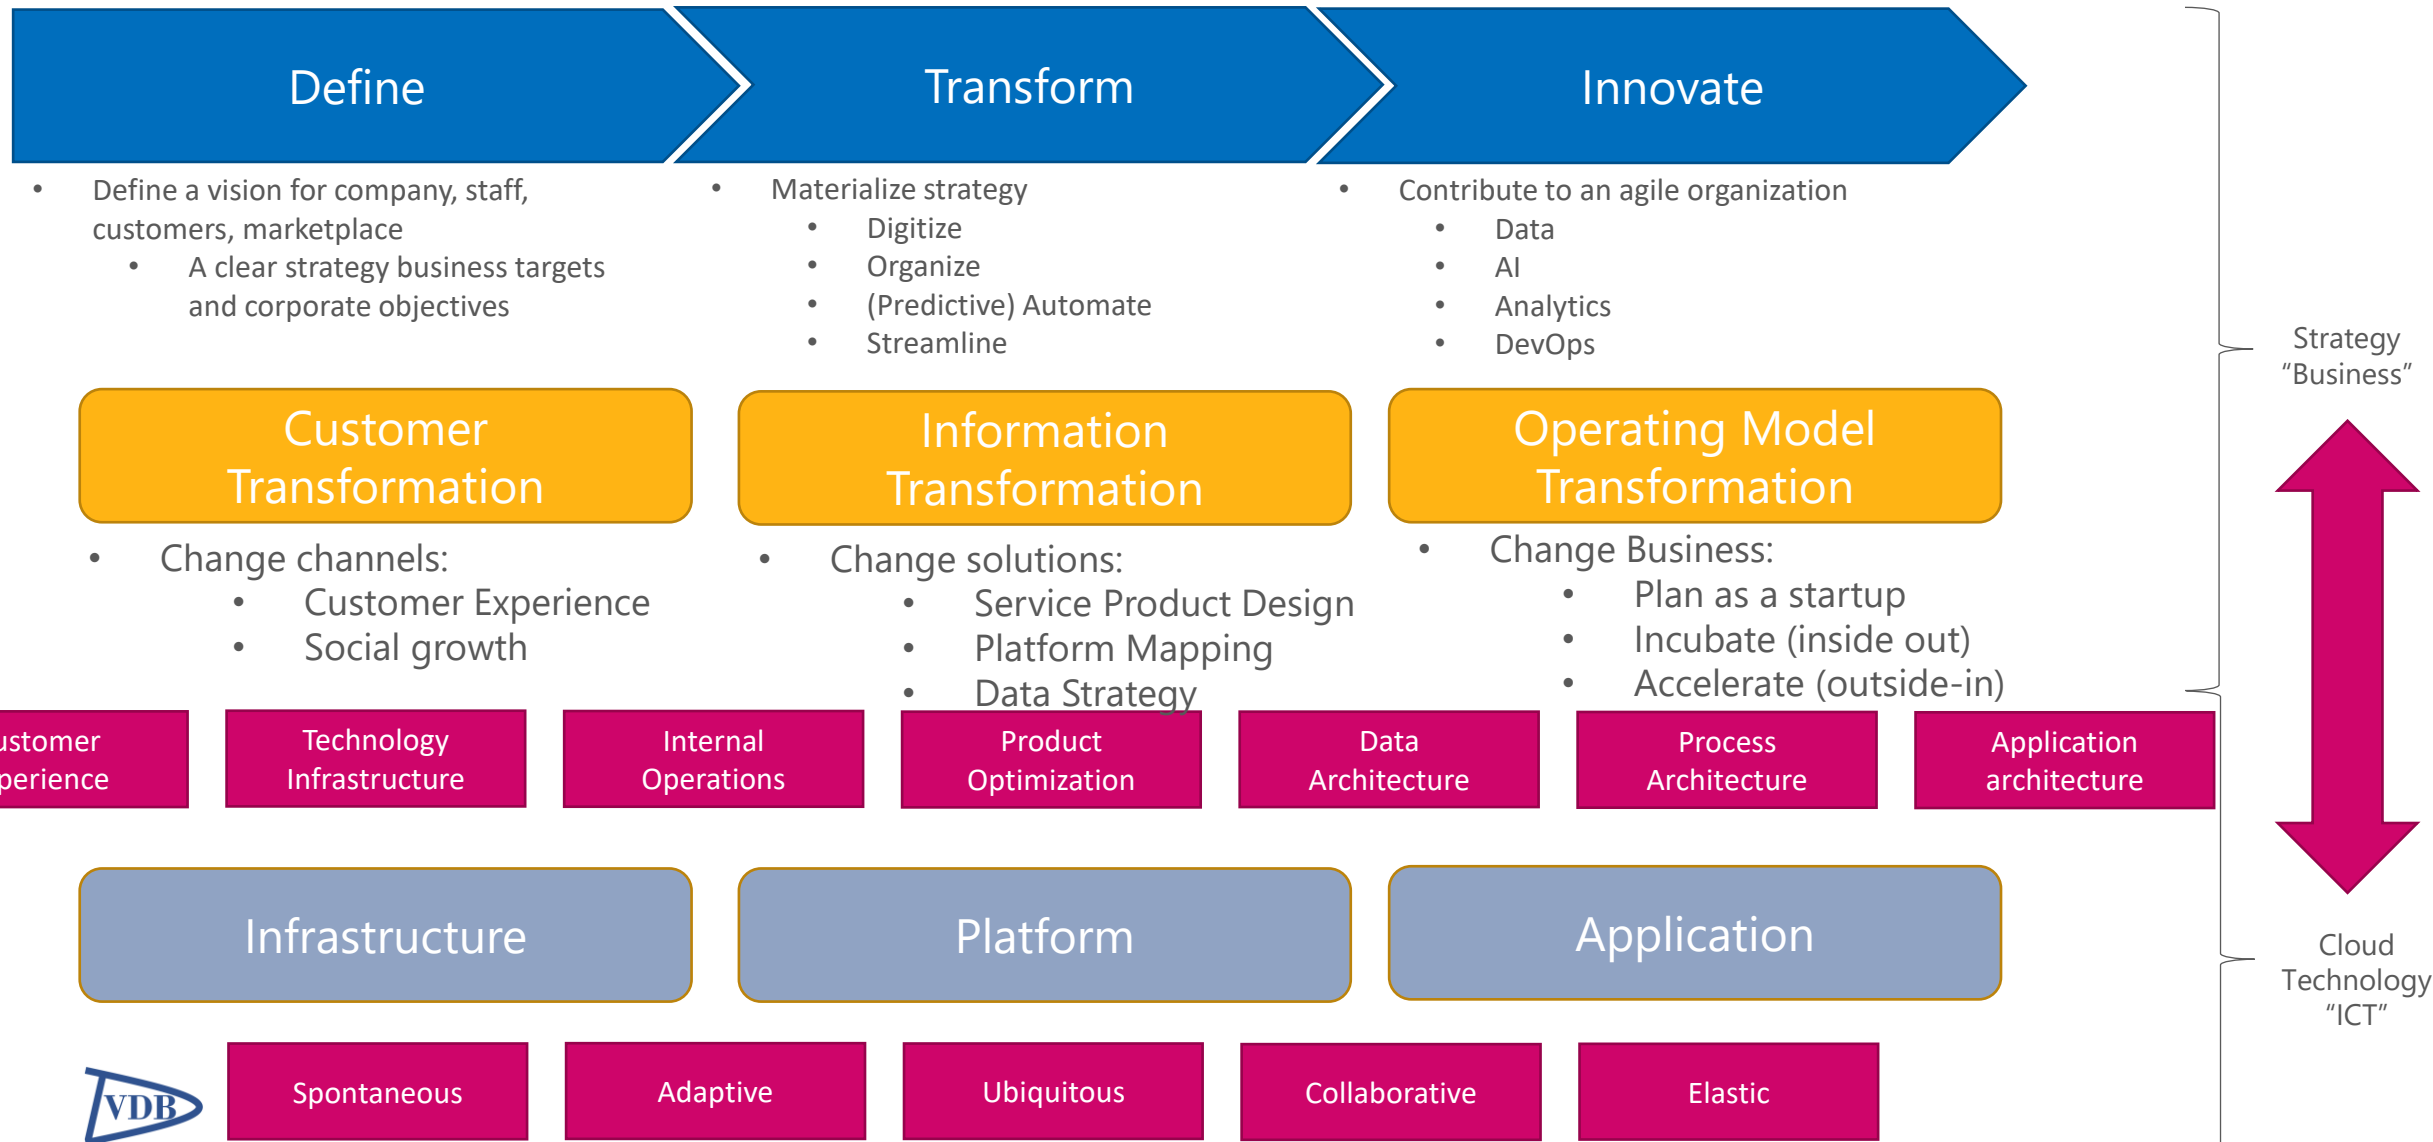 Define
Transform
Innovate
• Define a vision for company, staff,
customers, marketplace
• A clear strategy business targets
and corporate objectives
• Materialize strategy
• Digitize
• Organize
• (Predictive) Automate
• Streamline
• Contribute to an agile organization
• Data
• AI
• Analytics
• DevOps
Strategy
“Business”
Customer
Transformation
Information
Transformation
Operating Model
Transformation
• Change channels:
• Customer Experience
• Social growth
• Change solutions:
• Service Product Design
• Platform Mapping
• Data Strategy
• Change Business:
• Plan as a startup
• Incubate (inside out)
• Accelerate (outside-in)
ustomer
perience
Technology
Infrastructure
Internal
Operations
Product
Optimization
Data
Architecture
Process
Architecture
Application
architecture
Infrastructure
Platform
Application
Cloud
Technology
“ICT”
VDB
Spontaneous
Adaptive
Ubiquitous
Collaborative
Elastic